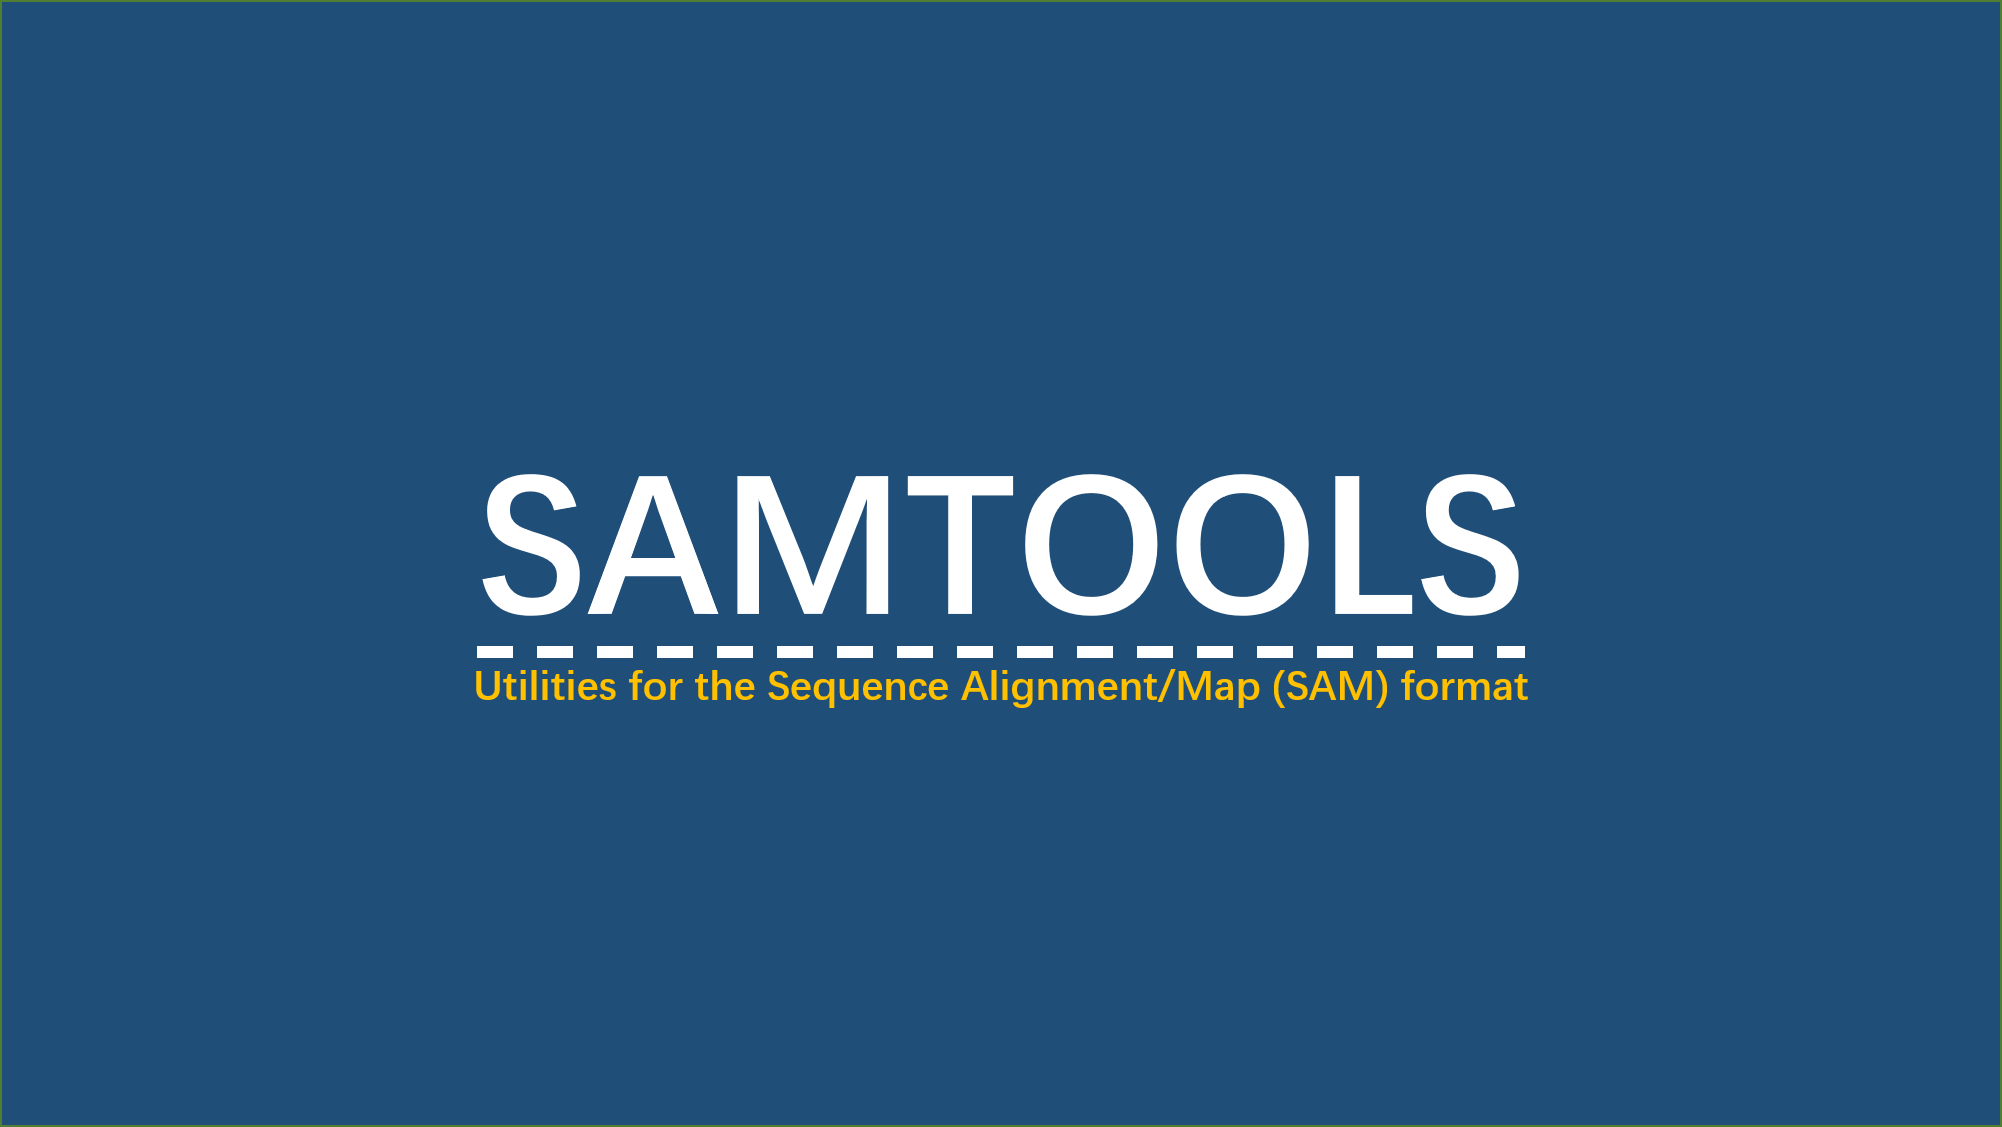 SAMTOOLS
Utilities for the Sequence Alignment/Map (SAM) format